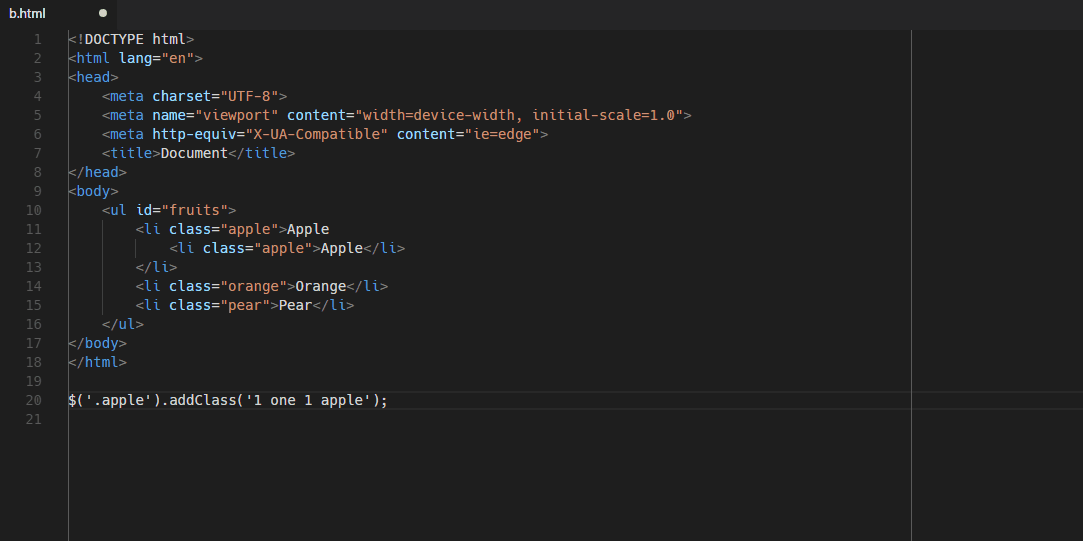 b.html
1 <!DOCTYPE html>
2 <html lang="en">
3 <head>
4     <meta charset="UTF-8">
5     <meta name="viewport" content="width=device-width, initial-scale=1.0">
6     <meta http-equiv="X-UA-Compatible" content="ie=edge">
7     <title>Document</title>
8 </head>
9 <body>
10     <ul id="fruits">
11         <li class="apple">Apple
12             <li class="apple">Apple</li>
13         </li>
14         <li class="orange">Orange</li>
15         <li class="pear">Pear</li>
16     </ul>
17 </body>
18 </html>
19
20 $('.apple').addClass('1 one 1 apple');
21